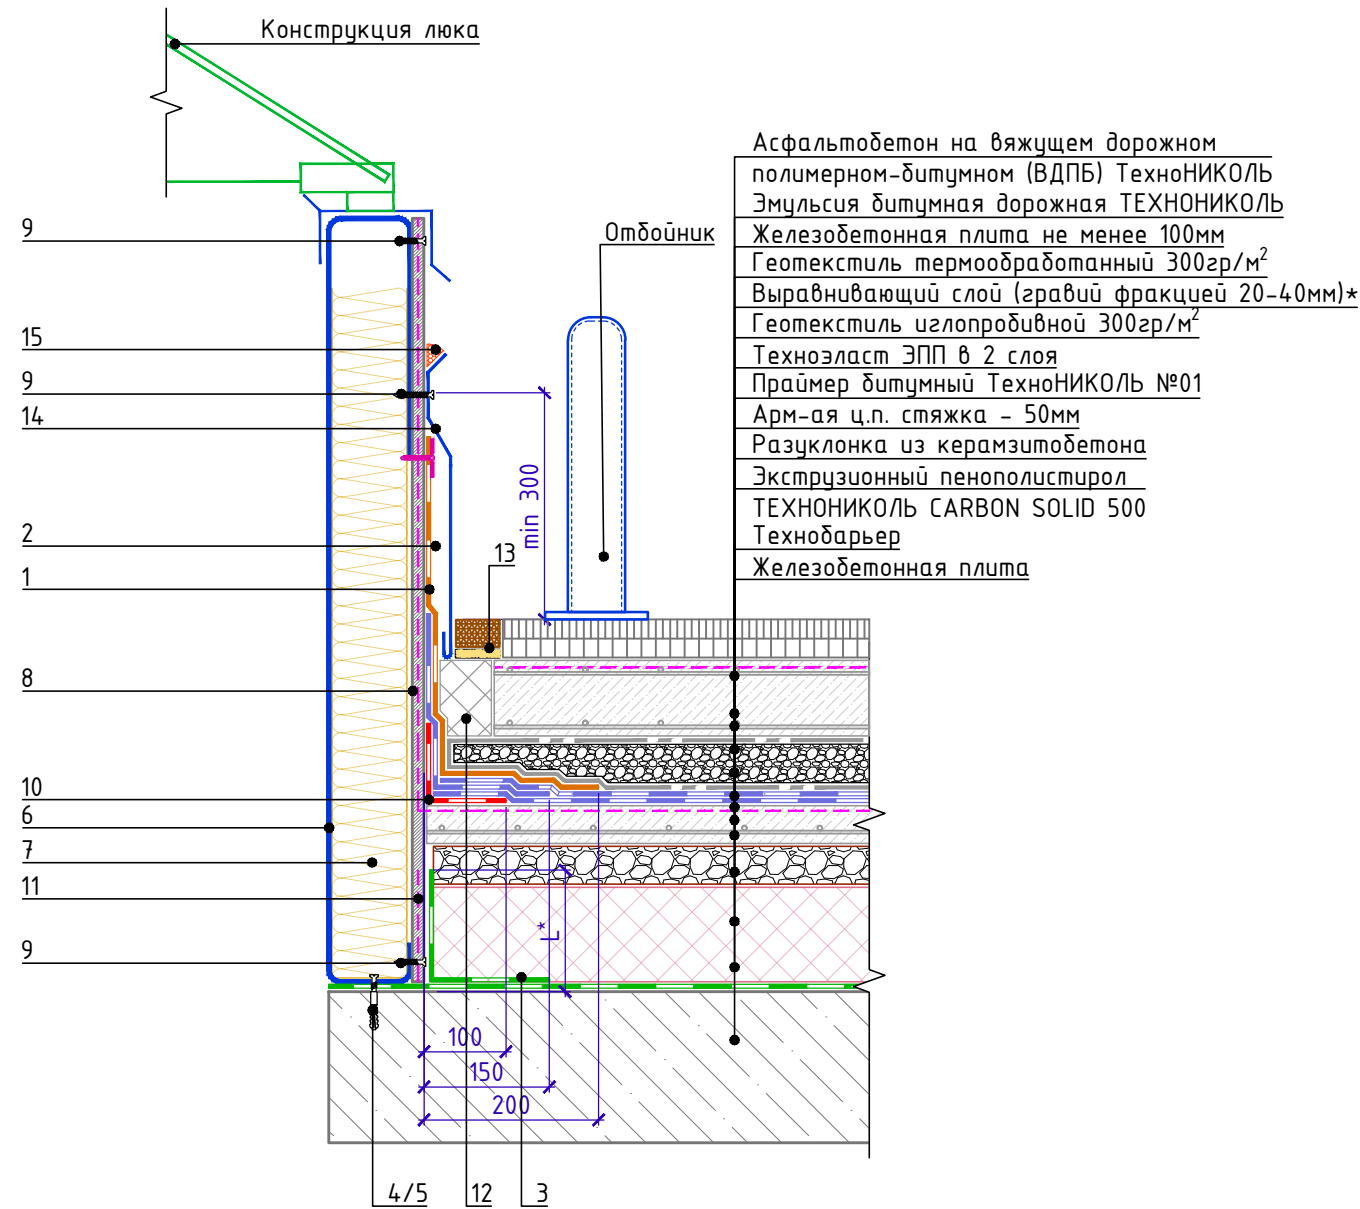 Конструкция люка
Асфальтобетон на вяжущем дорожном
полимерном-битумном (ВДПБ) ТехноНИКОЛЬ
Эмульсия битумная дорожная ТЕХНОНИКОЛЬ
Железобетонная плита не менее 100мм
Геотекстиль термообработанный 300гр/м²
Выравнивающий слой (гравий фракцией 20-40мм)*
Геотекстиль иглопробивной 300гр/м²
Техноэласт ЭПП в 2 слоя
Праймер битумный ТехноНИКОЛЬ №01
Арм-ая ц.п. стяжка - 50мм
Разуклонка из керамзитобетона
Экструзионный пенополистирол
ТЕХНОНИКОЛЬ CARBON SOLID 500
Технобарьер
Железобетонная плита
Отбойник
9
15
9
14
2
1
8
10
6
7
11
9
min 300
13
L*
100
150
200
4/5
12
3